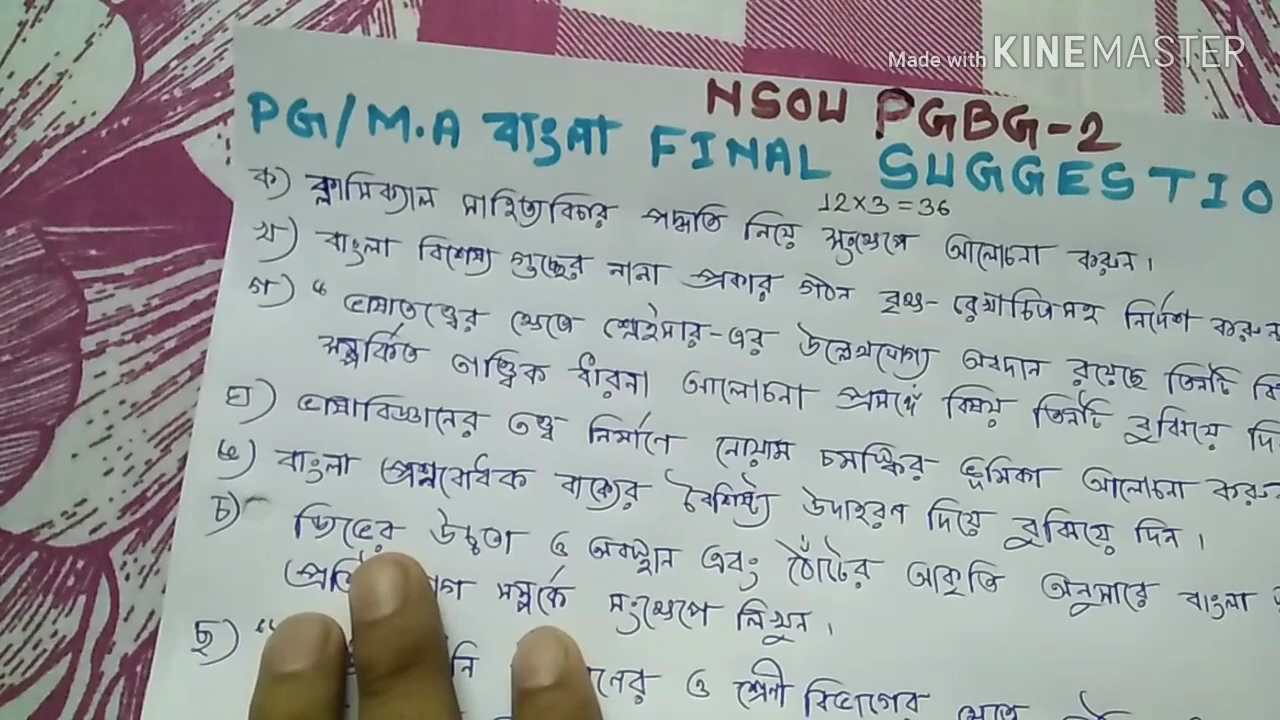 Made with KINEMASTER
NSOU PGBG-2
PG/M.A বাংলা FINAL SUGGESTIO
12×3=36
ক) ক্লাসিক্যাল সাহিত্যবিচার পদ্ধতি নিয়ে সংক্ষেপে আলোচনা করুন।
খ) বাংলা বিশেষ্য গুচ্ছের নানা প্রকার গঠন বৃক্ষ-রেখাচিত্রসহ নির্দেশ করুন
গ) “ভাষাতত্ত্বের ক্ষেত্রে শ্লেইসার-এর উল্লেখযোগ্য অবদান রয়েছে তিনটি বি
সম্পর্কিত তাত্ত্বিক ধারনা আলোচনা প্রসঙ্গে বিষয় তিনটি বুঝিয়ে দি
ঘ) ভাষাবিজ্ঞানের তত্ত্ব নির্মাণে নোয়াম চমস্কির ভূমিকা আলোচনা করুন
ঙ) বাংলা প্রশ্নবোধক বাক্যের বৈশিষ্ট্য উদাহরণ দিয়ে বুঝিয়ে দিন।
চ) জিভের উচ্চতা ও অবস্থান এবং ঠোঁটের আকৃতি অনুসারে বাংলা
সম্পর্কে সংক্ষেপে লিখুন।
ছ) “ ও শ্রেনী বিভাগের